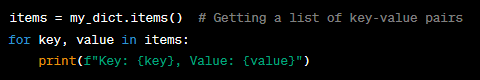 items = my_dict.items()  # Getting a list of key-value pairs
for key, value in items:
    print(f"Key: {key}, Value: {value}")